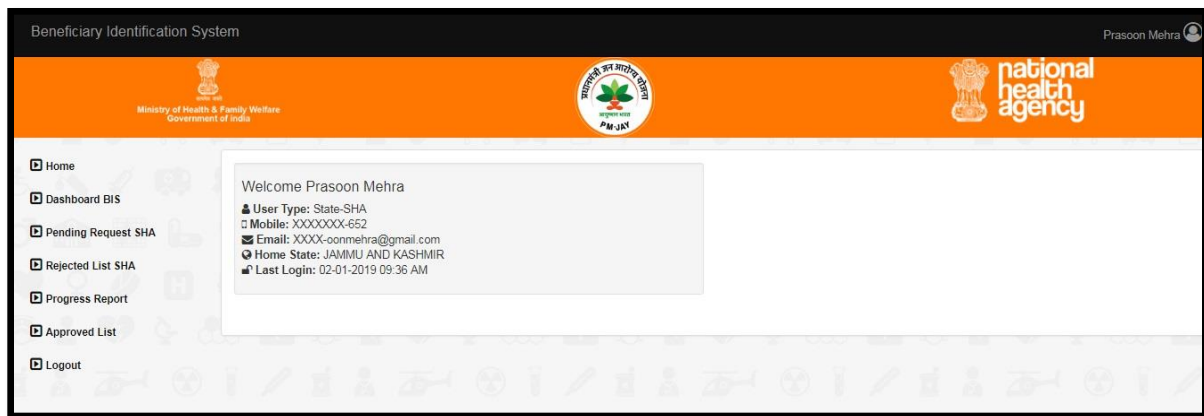 Beneficiary Identification System
Prasoon Mehra
Ministry of Health & Family Welfare
Government of India
प्रधानमंत्री जन आरोग्य योजना
आयुष्मान भारत
PM-JAY
national
health
agency
Home
Dashboard BIS
Pending Request SHA
Rejected List SHA
Progress Report
Approved List
Logout
Welcome Prasoon Mehra
User Type: State-SHA
Mobile: XXXXXXX-652
Email: XXXX-oonmehra@gmail.com
Home State: JAMMU AND KASHMIR
Last Login: 02-01-2019 09:36 AM